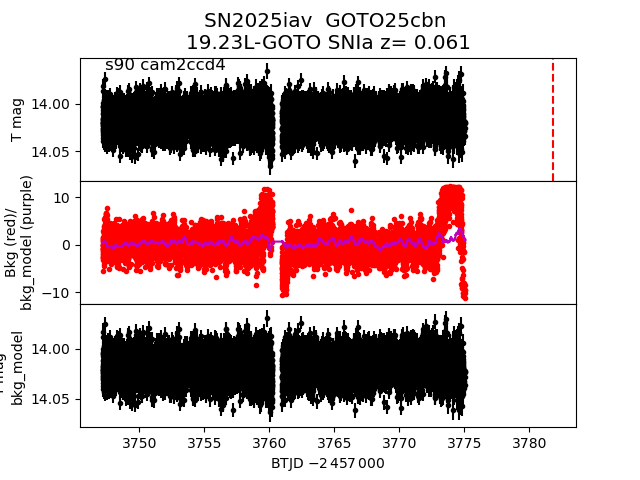 SN2025iav  GOTO25cbn
19.23L-GOTO SNIa z= 0.061
s90 cam2ccd4
T mag
14.00
14.05
Bkg (red)/
bkg_model (purple)
10
0
−10
mag
bkg_model
14.00
14.05
3750 3755 3760 3765 3770 3775 3780
BTJD −2 457 000